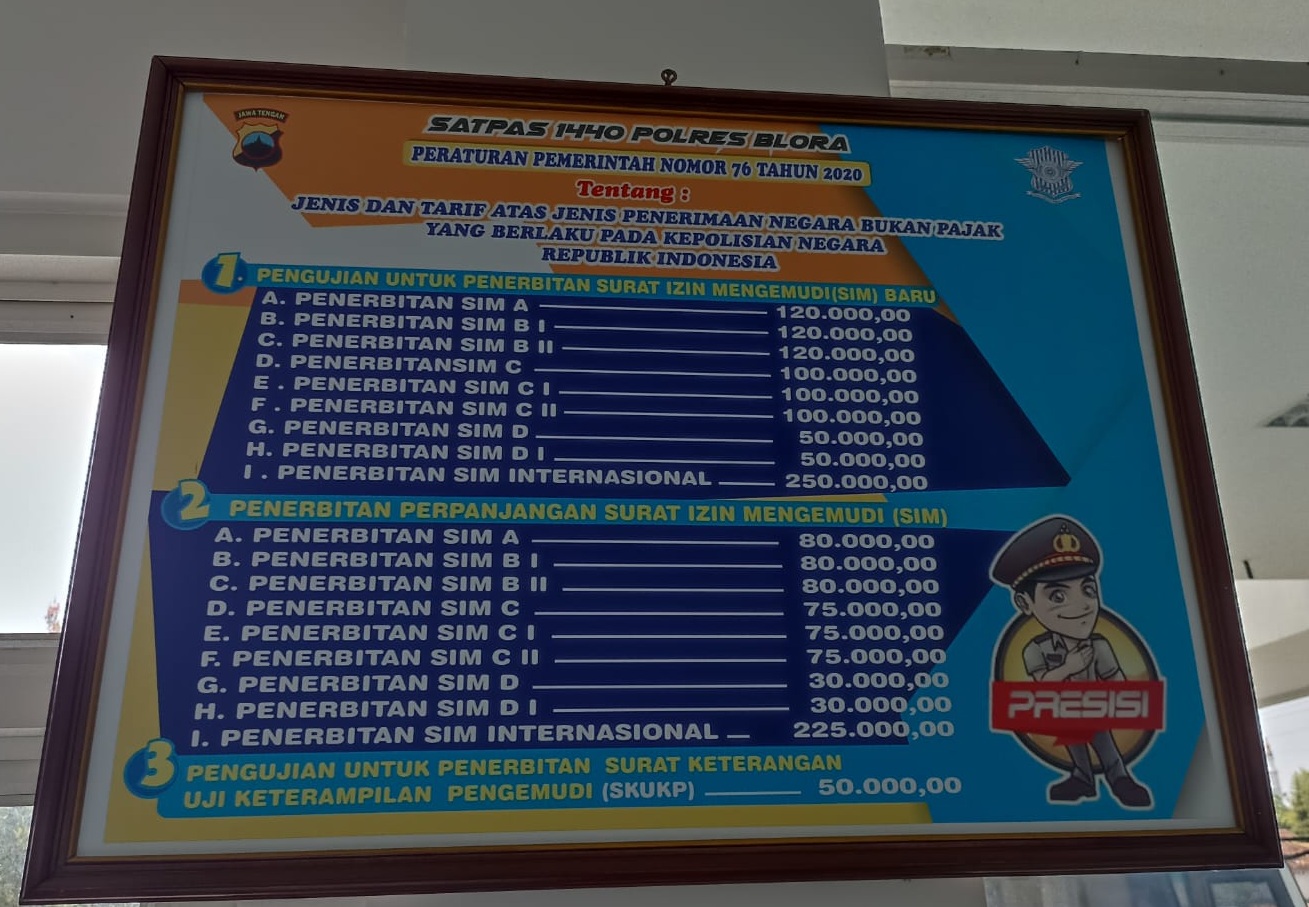 JAWA TENGAH
SATPAS 1440 POLRES BLORA
PERATURAN PEMERINTAH NOMOR 76 TAHUN 2020
Tentang :
JENIS DAN TARIF ATAS JENIS PENERIMAAN NEGARA BUKAN PAJAK
YANG BERLAKU PADA KEPOLISIAN NEGARA
REPUBLIK INDONESIA
1. PENGUJIAN UNTUK PENERBITAN SURAT IZIN MENGEMUDI(SIM) BARU
A. PENERBITAN SIM A 120.000,00
B. PENERBITAN SIM B I 120.000,00
C. PENERBITAN SIM B II 120.000,00
D. PENERBITANSIM C 100.000,00
E . PENERBITAN SIM C I 100.000,00
F . PENERBITAN SIM C II 100.000,00
G. PENERBITAN SIM D 50.000,00
H. PENERBITAN SIM D I 50.000,00
I . PENERBITAN SIM INTERNASIONAL 250.000,00
2 PENERBITAN PERPANJANGAN SURAT IZIN MENGEMUDI (SIM)
A. PENERBITAN SIM A 80.000,00
B. PENERBITAN SIM B I 80.000,00
C. PENERBITAN SIM B II 80.000,00
D. PENERBITAN SIM C 75.000,00
E. PENERBITAN SIM C I 75.000,00
F. PENERBITAN SIM C II 75.000,00
G. PENERBITAN SIM D 30.000,00
H. PENERBITAN SIM D I 30.000,00
I. PENERBITAN SIM INTERNASIONAL 225.000,00
3 PENGUJIAN UNTUK PENERBITAN SURAT KETERANGAN
UJI KETERAMPILAN PENGEMUDI (SKUKP) 50.000,00
PRESISI